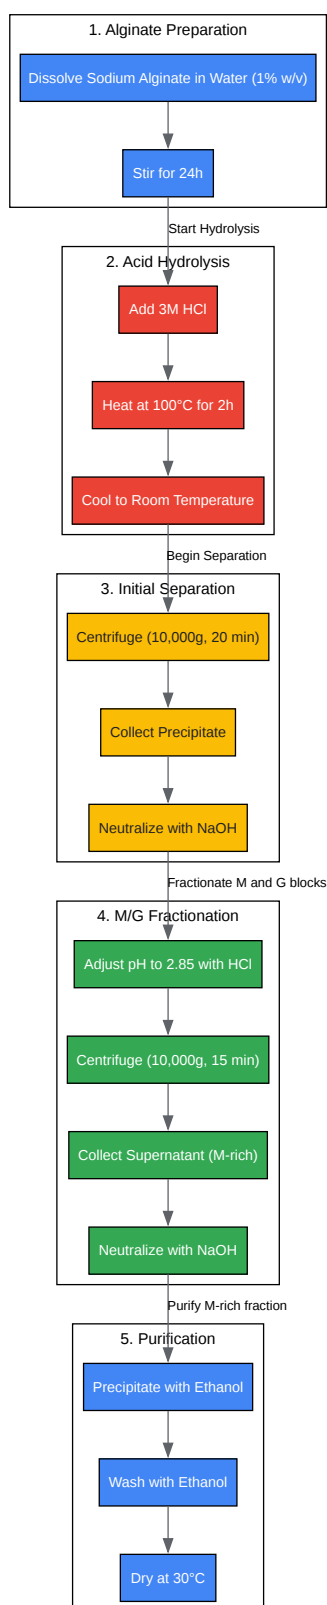 1. Alginate Preparation
Dissolve Sodium Alginate in Water (1% w/v)
Stir for 24h
Start Hydrolysis
2. Acid Hydrolysis
Add 3M HCl
Heat at 100°C for 2h
Cool to Room Temperature
Begin Separation
3. Initial Separation
Centrifuge (10,000g, 20 min)
Collect Precipitate
Neutralize with NaOH
Fractionate M and G blocks
4. M/G Fractionation
Adjust pH to 2.85 with HCl
Centrifuge (10,000g, 15 min)
Collect Supernatant (M-rich)
Neutralize with NaOH
Purify M-rich fraction
5. Purification
Precipitate with Ethanol
Wash with Ethanol
Dry at 30°C